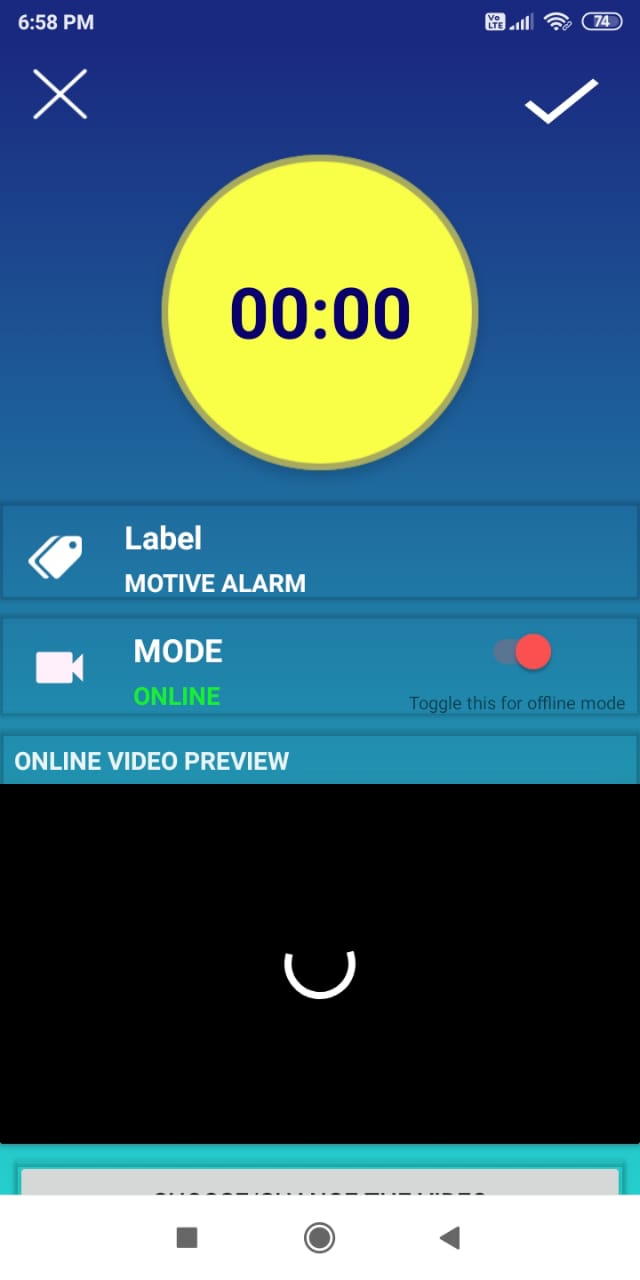 6:58 PM
Vo LTE
74
00:00
Label
MOTIVE ALARM
MODE
ONLINE
Toggle this for offline mode
ONLINE VIDEO PREVIEW